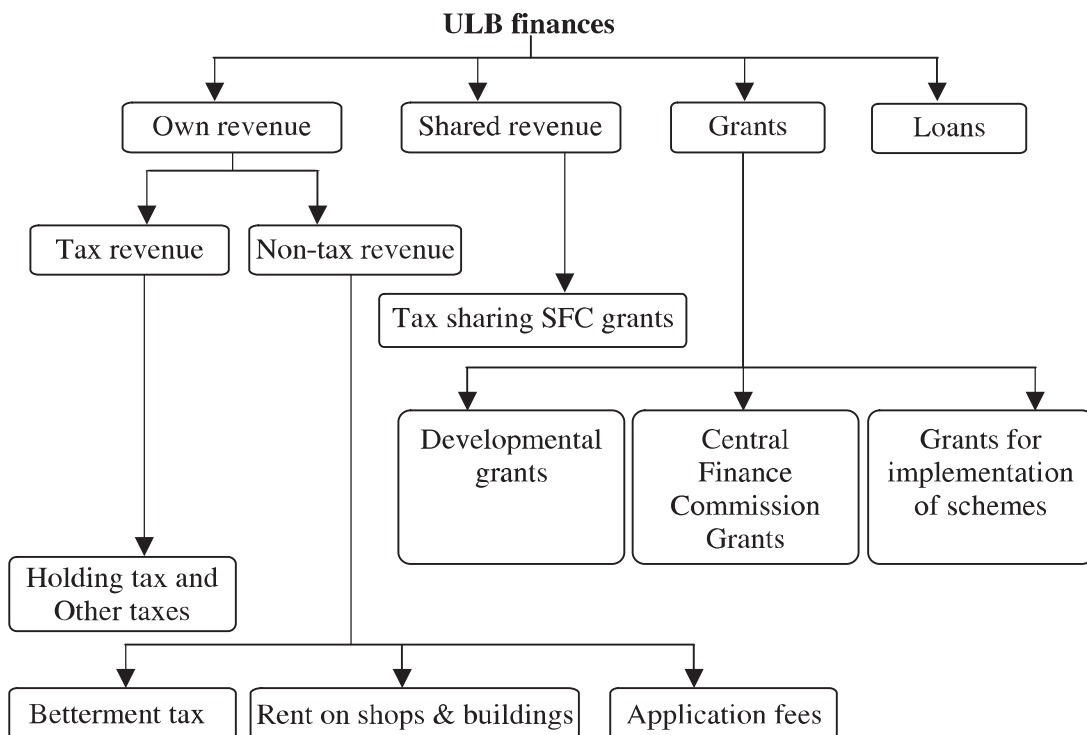 ULB finances
Own revenue
Shared revenue
Grants
Loans
Tax revenue
Non-tax revenue
Tax sharing SFC grants
Developmental
grants
Central
Finance
Commission
Grants
Grants for
implementation
of schemes
Holding tax and
Other taxes
Betterment tax
Rent on shops & buildings
Application fees